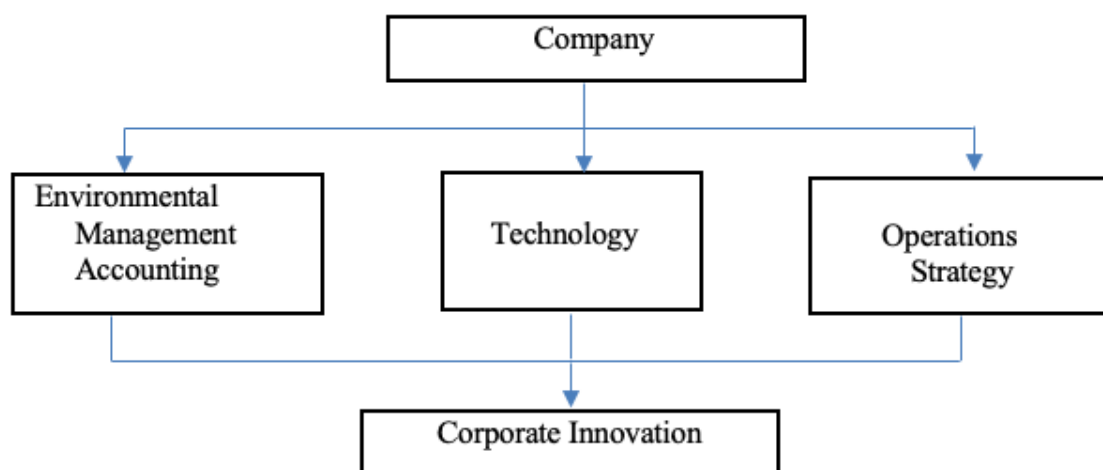 Company
Environmental
Management
Accounting
Technology
Operations
Strategy
Corporate Innovation